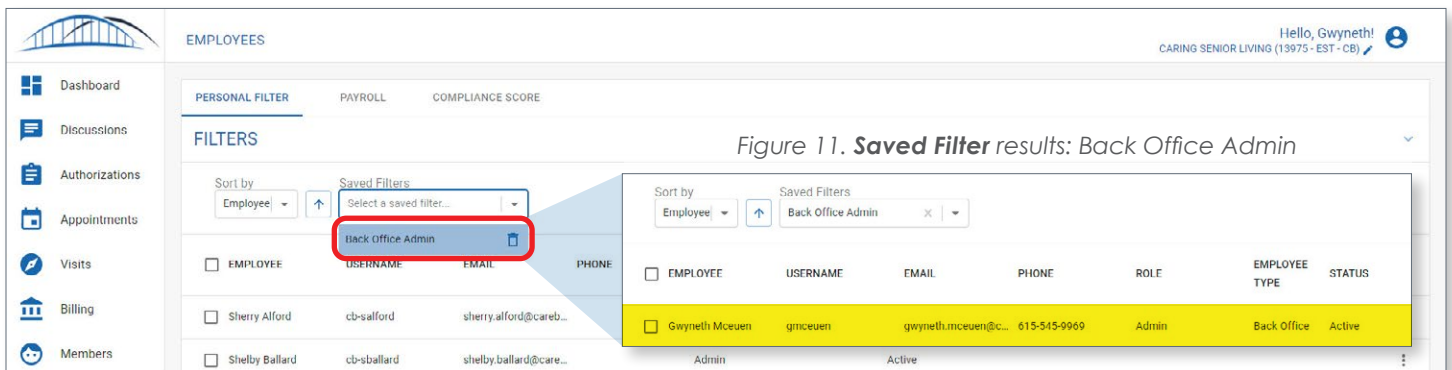 EMPLOYEES
Hello, Gwyneth!
CARING SENIOR LIVING (13975 - EST - CB)
Dashboard
Discussions
Authorizations
Appointments
Visits
Billing
Members
PERSONAL FILTER PAYROLL COMPLIANCE SCORE
FILTERS
Sort by Saved Filters
Employee Select a saved filter...
Back Office Admin
EMPLOYEE USERNAME EMAIL PHONE
Sherry Alford cb-salford sherry.alford@careb...
Shelby Ballard cb-sballard shelby.ballard@care... Admin Active
Figure 11. Saved Filter results: Back Office Admin
Sort by Saved Filters
Employee Back Office Admin
EMPLOYEE USERNAME EMAIL PHONE ROLE EMPLOYEE TYPE STATUS
Gwyneth Mceuen gmceuen gwyneth.mceuen@c... 615-545-9969 Admin Back Office Active